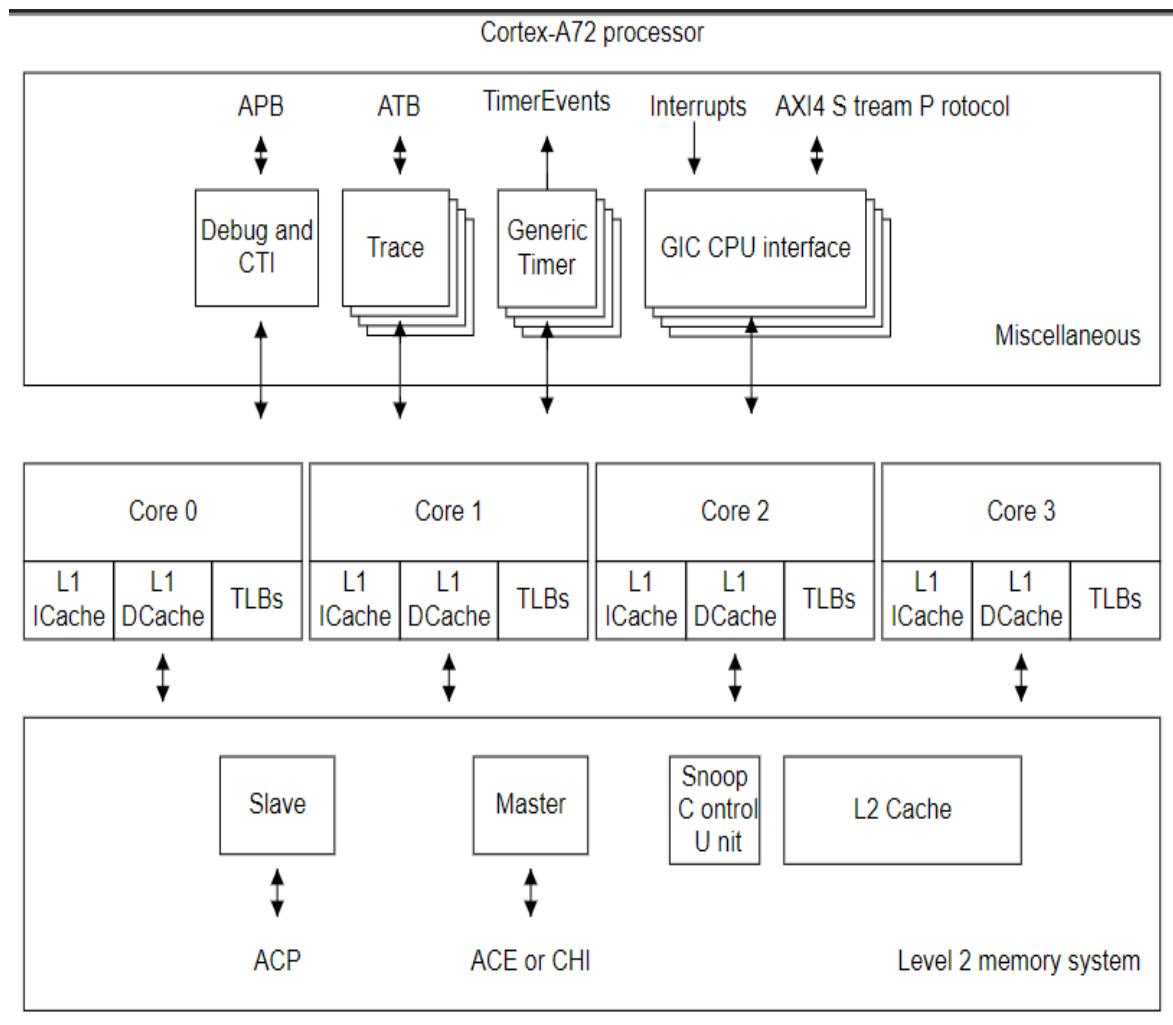 Cortex-A72 processor
APB
ATB
TimerEvents
Interrupts
AXI4 S tream P rotocol
Debug and
CTI
Trace
Generic
Timer
GIC CPU interface
Miscellaneous
Core 0
Core 1
Core 2
Core 3
L1
ICache
L1
DCache
TLBs
L1
ICache
L1
DCache
TLBs
L1
ICache
L1
DCache
TLBs
L1
ICache
L1
DCache
TLBs
Slave
Master
Snoop
C ontrol
U nit
L2 Cache
ACP
ACE or CHI
Level 2 memory system